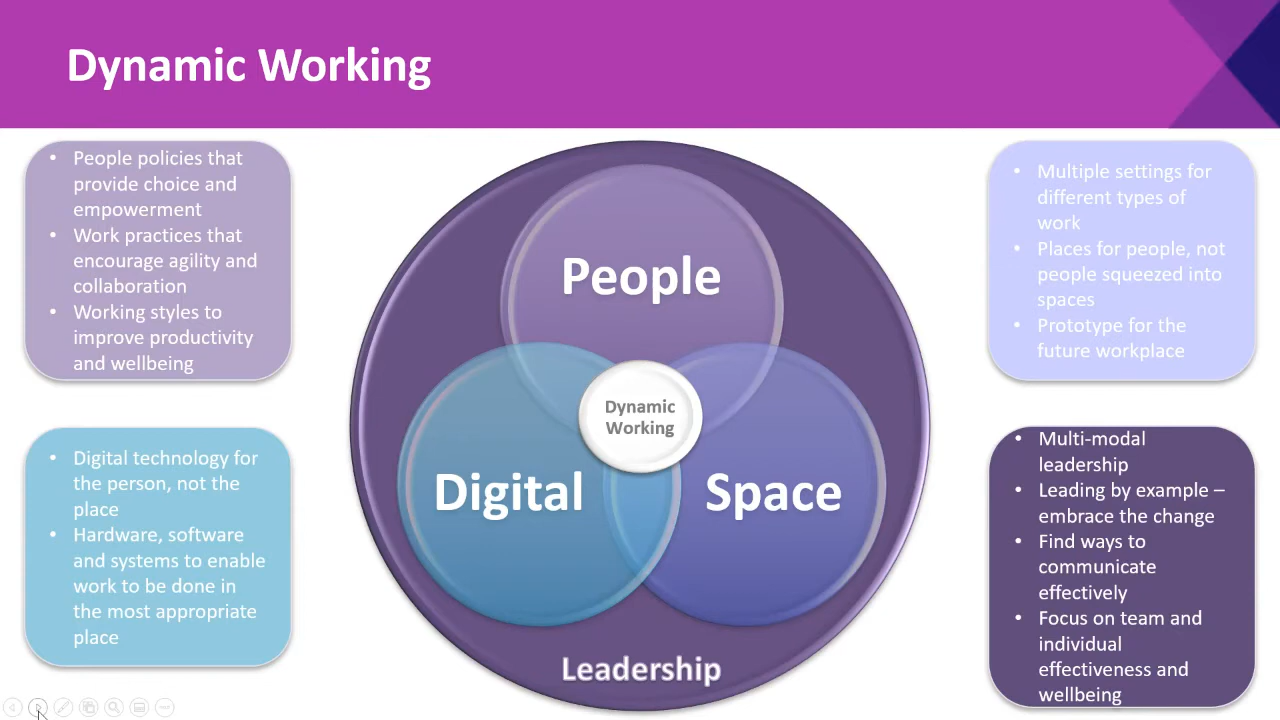 Dynamic Working
• People policies that
provide choice and
empowerment
• Work practices that
encourage agility and
collaboration
• Working styles to
improve productivity
and wellbeing
• Digital technology for
the person, not the
place
• Hardware, software
and systems to enable
work to be done in
the most appropriate
place
People
Dynamic
Working
Digital
Space
Leadership
• Multiple settings for
different types of
work
• Places for people, not
people squeezed into
spaces
• Prototype for the
future workplace
• Multi-modal
leadership
• Leading by example –
embrace the change
• Find ways to
communicate
effectively
• Focus on team and
individual
effectiveness and
wellbeing